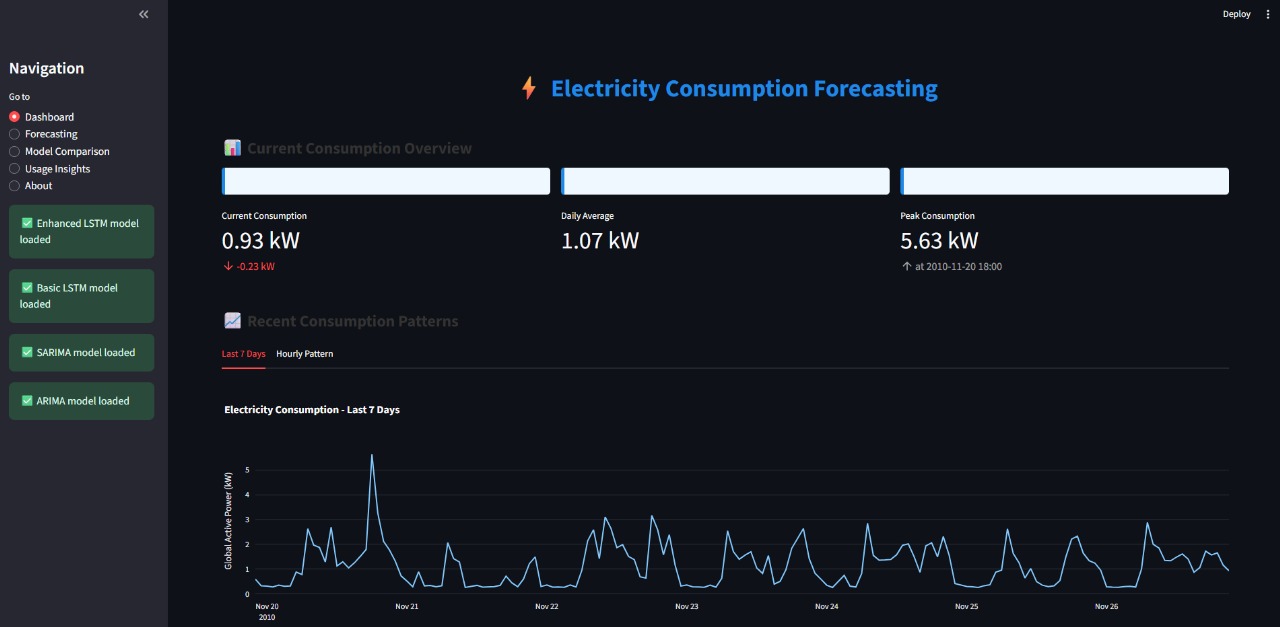 Deploy
Navigation
Go to
Dashboard
Forecasting
Model Comparison
Usage Insights
About
✅ Enhanced LSTM model
loaded
✅ Basic LSTM model
loaded
✅ SARIMA model loaded
✅ ARIMA model loaded
⚡ Electricity Consumption Forecasting
📊 Current Consumption Overview
Current Consumption
0.93 kW
↓ -0.23 kW
Daily Average
1.07 kW
Peak Consumption
5.63 kW
↑ at 2010-11-20 18:00
📈 Recent Consumption Patterns
Last 7 Days Hourly Pattern
Electricity Consumption - Last 7 Days
Global Active Power (kW)
5
4
3
2
1
0
Nov 20 Nov 21 Nov 22 Nov 23 Nov 24 Nov 25 Nov 26
2010